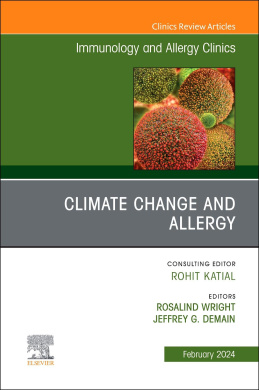 Clinics Review Articles
Immunology and Allergy Clinics
CLIMATE CHANGE AND
ALLERGY
CONSULTING EDITOR
ROHIT KATIAL
EDITORS
ROSALIND WRIGHT
JEFFREY G. DEMAIN
ELSEVIER
February 2024